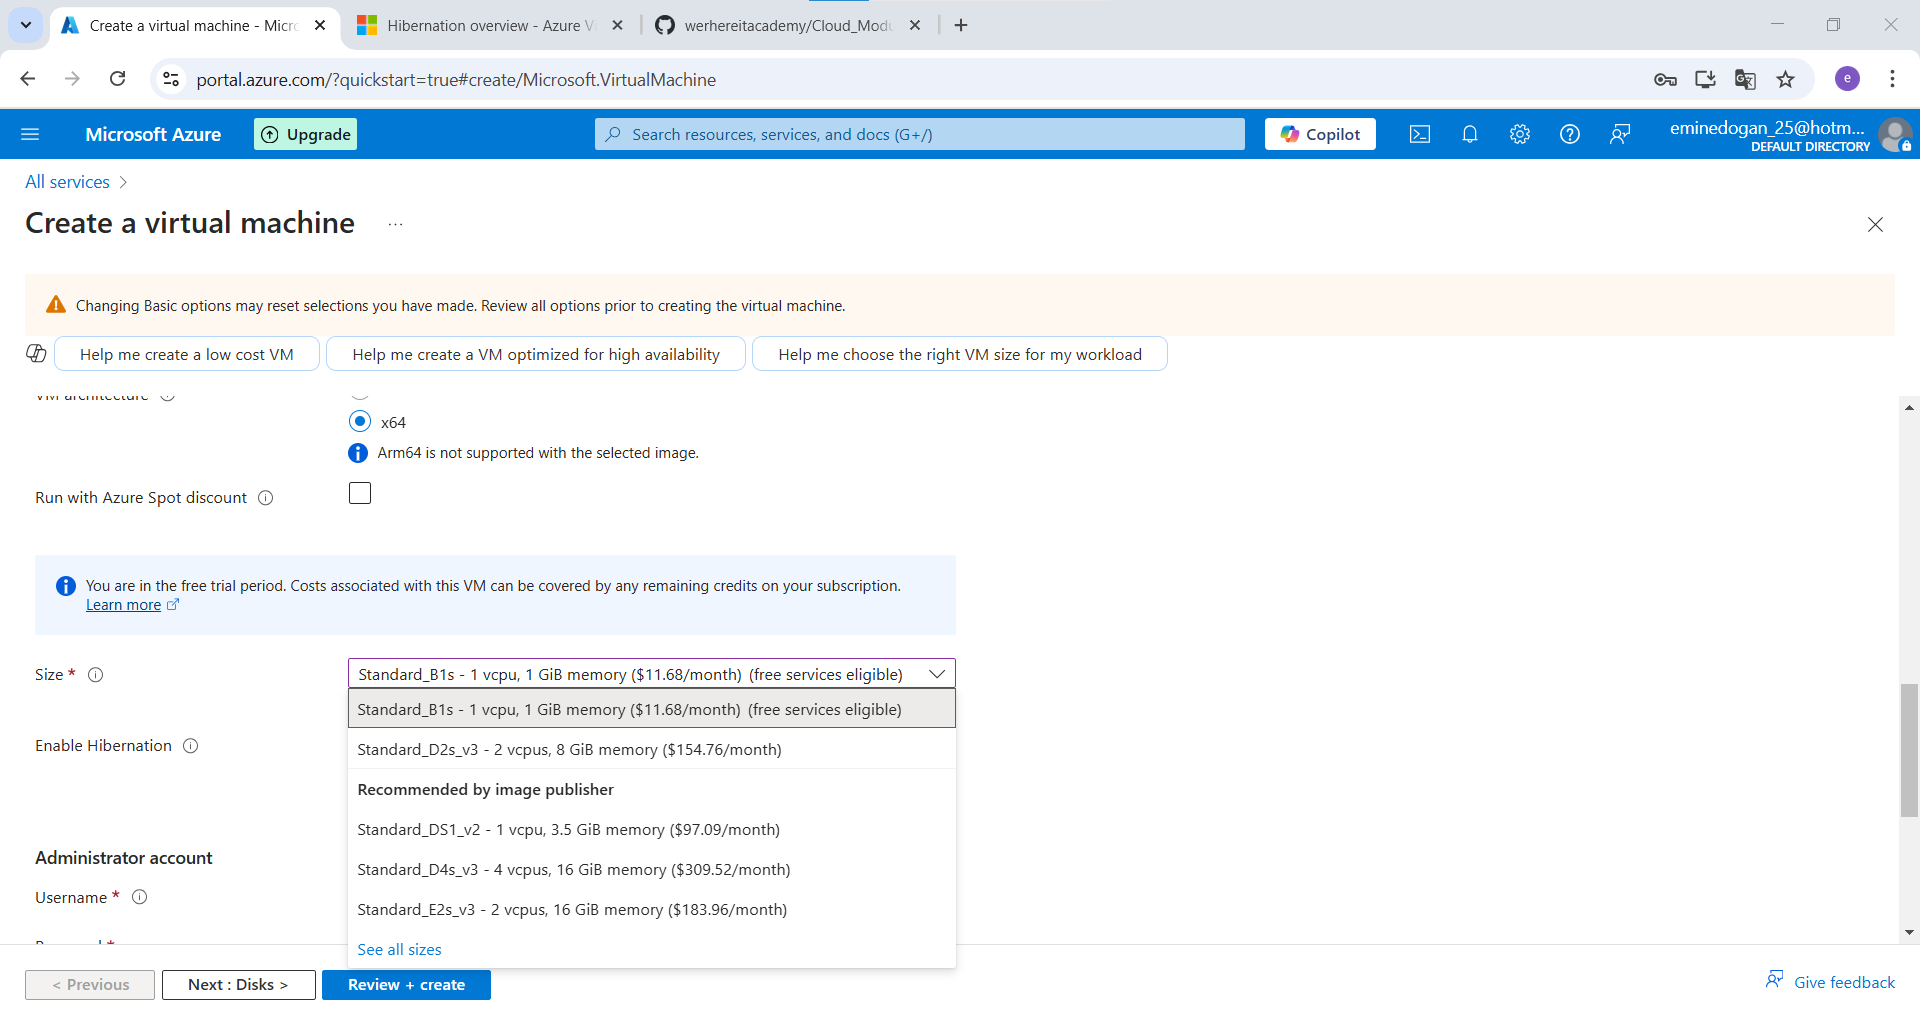 Create a virtual machine - Micro
Hibernation overview - Azure Vi
werhereitacademy/Cloud_Modu
portal.azure.com/?quickstart=true#create/Microsoft.VirtualMachine
e
Microsoft Azure
Upgrade
Search resources, services, and docs (G+/)
Copilot
eminedogan_25@hotm...
DEFAULT DIRECTORY
All services
Create a virtual machine
Changing Basic options may reset selections you have made. Review all options prior to creating the virtual machine.
Help me create a low cost VM
Help me create a VM optimized for high availability
Help me choose the right VM size for my workload
VM architecture
x64
Arm64 is not supported with the selected image.
Run with Azure Spot discount
You are in the free trial period. Costs associated with this VM can be covered by any remaining credits on your subscription.
Learn more
Size *
Standard_B1s - 1 vcpu, 1 GiB memory ($11.68/month) (free services eligible)
Standard_B1s - 1 vcpu, 1 GiB memory ($11.68/month) (free services eligible)
Enable Hibernation
Standard_D2s_v3 - 2 vcpus, 8 GiB memory ($154.76/month)
Recommended by image publisher
Standard_DS1_v2 - 1 vcpu, 3.5 GiB memory ($97.09/month)
Administrator account
Standard_D4s_v3 - 4 vcpus, 16 GiB memory ($309.52/month)
Username *
Standard_E2s_v3 - 2 vcpus, 16 GiB memory ($183.96/month)
See all sizes
< Previous
Next : Disks >
Review + create
Give feedback